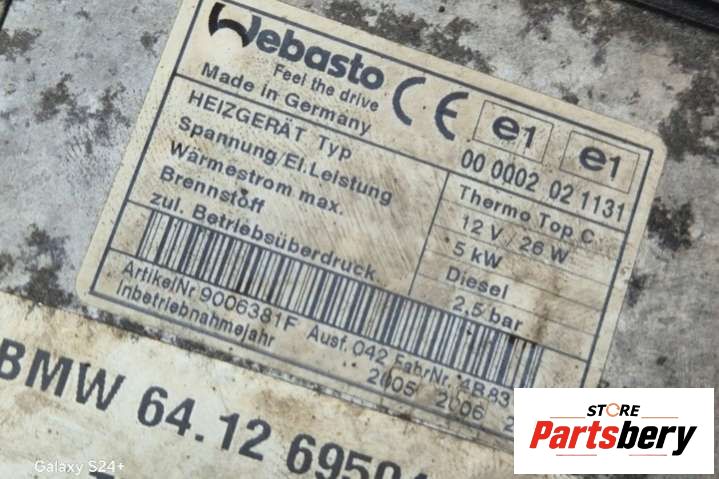 Webasto
Feel the drive
Made in Germany
CE e1 e1
00 0002 02 1131
HEIZGERÄT Typ Thermo Top C
Spannung/El.Leistung 12 V / 26 W
Wärmestrom max. 5 kW
Brennstoff Diesel
zul. Betriebsüberdruck 2,5 bar
ArtikelNr 9006381F Ausf. 042 FahrNr.
Inbetriebnahmejahr 2005 2006
BMW 64.12
STORE
Partsbery
Galaxy S24+